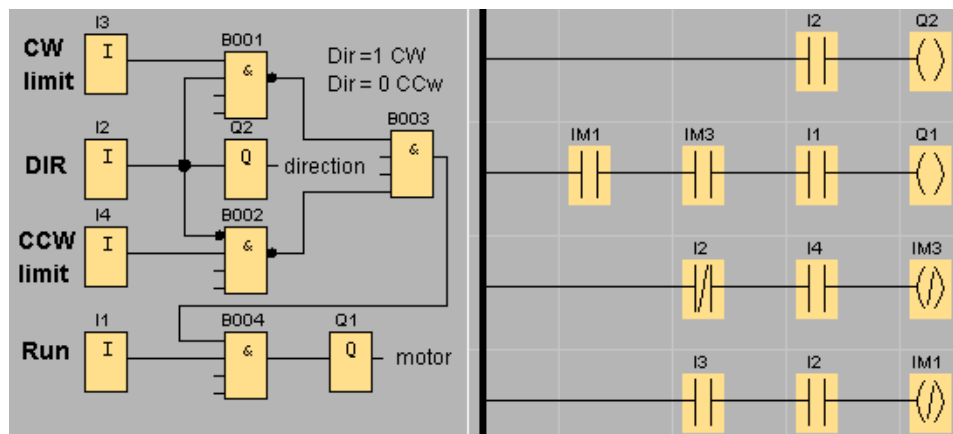 I3
CW
limit
I
B001
&
Dir =1 CW
Dir = 0 CCw
I2
DIR
I
Q2
Q
direction
B003
&
I4
CCW
limit
I
B002
&
I1
Run
I
B004
&
Q1
Q
motor
I2 Q2
IM1 IM3 I1 Q1
I2 I4 IM3
I3 I2 IM1